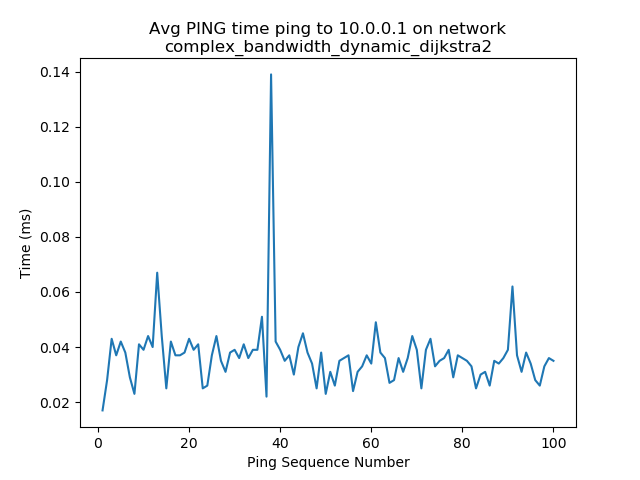 Avg PING time ping to 10.0.0.1 on network
complex_bandwidth_dynamic_dijkstra2
0.14
0.12
0.10
0.08
0.06
0.04
0.02
Time (ms)
0 20 40 60 80 100
Ping Sequence Number